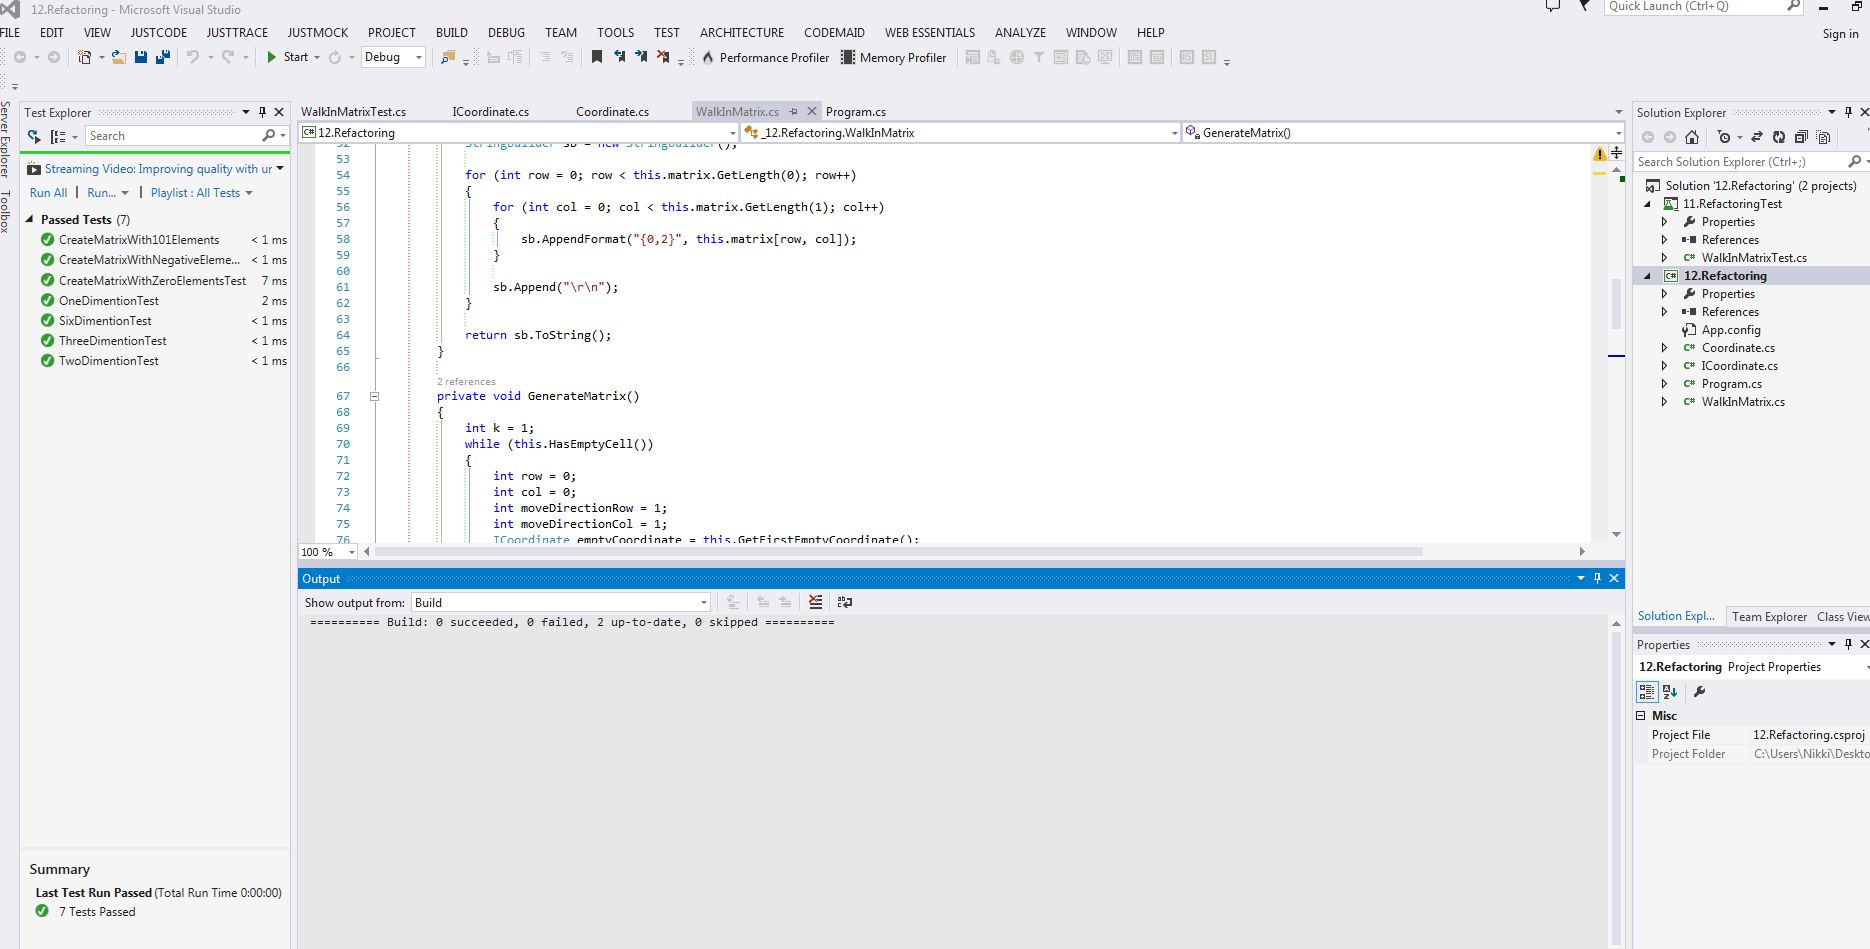 12.Refactoring - Microsoft Visual Studio
Quick Launch (Ctrl+Q)
FILE EDIT VIEW JUSTCODE JUSTTRACE JUSTMOCK PROJECT BUILD DEBUG TEAM TOOLS TEST ARCHITECTURE CODEMAID WEB ESSENTIALS ANALYZE WINDOW HELP
Sign in
Start Debug Performance Profiler Memory Profiler
Server Explorer
Toolbox
Test Explorer
Search
Streaming Video: Improving quality with ur
Run All | Run... | Playlist : All Tests
Passed Tests (7)
CreateMatrixWith101Elements < 1 ms
CreateMatrixWithNegativeEleme... < 1 ms
CreateMatrixWithZeroElementsTest 7 ms
OneDimentionTest 2 ms
SixDimentionTest < 1 ms
ThreeDimentionTest < 1 ms
TwoDimentionTest < 1 ms
Summary
Last Test Run Passed (Total Run Time 0:00:00)
7 Tests Passed
WalkInMatrixTest.cs ICoordinate.cs Coordinate.cs WalkInMatrix.cs Program.cs
C# 12.Refactoring _12.Refactoring.WalkInMatrix GenerateMatrix()
52 StringBuilder sb = new StringBuilder();
53
54 for (int row = 0; row < this.matrix.GetLength(0); row++)
55 {
56 for (int col = 0; col < this.matrix.GetLength(1); col++)
57 {
58 sb.AppendFormat("{0,2}", this.matrix[row, col]);
59 }
60
61 sb.Append("\r\n");
62 }
63
64 return sb.ToString();
65 }
66
2 references
67 private void GenerateMatrix()
68 {
69 int k = 1;
70 while (this.HasEmptyCell())
71 {
72 int row = 0;
73 int col = 0;
74 int moveDirectionRow = 1;
75 int moveDirectionCol = 1;
76 ICoordinate emptyCoordinate = this.GetFirstEmptyCoordinate();
100 %
Output
Show output from: Build
========== Build: 0 succeeded, 0 failed, 2 up-to-date, 0 skipped ==========
Solution Explorer
Search Solution Explorer (Ctrl+;)
Solution '12.Refactoring' (2 projects)
11.RefactoringTest
Properties
References
C# WalkInMatrixTest.cs
C# 12.Refactoring
Properties
References
App.config
C# Coordinate.cs
C# ICoordinate.cs
C# Program.cs
C# WalkInMatrix.cs
Solution Expl... Team Explorer Class View
Properties
12.Refactoring Project Properties
Misc
Project File 12.Refactoring.csproj
Project Folder C:\Users\Nikki\Deskto